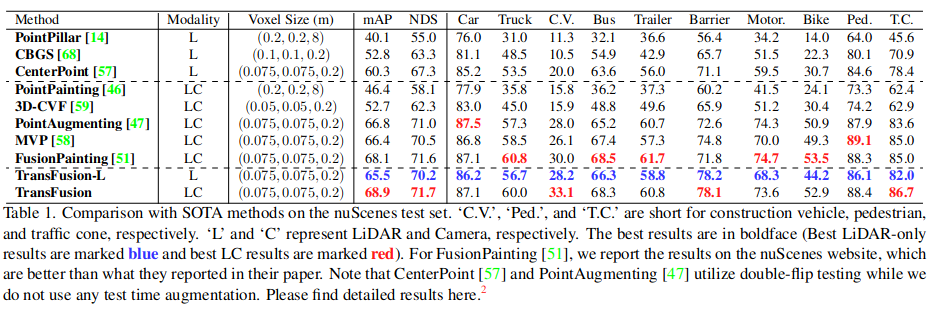 Method Modality Voxel Size (m) mAP NDS Car Truck C.V. Bus Trailer Barrier Motor. Bike Ped. T.C.
PointPillar [14] L (0.2, 0.2, 8) 40.1 55.0 76.0 31.0 11.3 32.1 36.6 56.4 34.2 14.0 64.0 45.6
CBGS [68] L (0.1, 0.1, 0.2) 52.8 63.3 81.1 48.5 10.5 54.9 42.9 65.7 51.5 22.3 80.1 70.9
CenterPoint [57] L (0.075, 0.075, 0.2) 60.3 67.3 85.2 53.5 20.0 63.6 56.0 71.1 59.5 30.7 84.6 78.4
PointPainting [46] LC (0.2, 0.2, 8) 46.4 58.1 77.9 35.8 15.8 36.2 37.3 60.2 41.5 24.1 73.3 62.4
3D-CVF [59] LC (0.05, 0.05, 0.2) 52.7 62.3 83.0 45.0 15.9 48.8 49.6 65.9 51.2 30.4 74.2 62.9
PointAugmenting [47] LC (0.075, 0.075, 0.2) 66.8 71.0 87.5 57.3 28.0 65.2 60.7 72.6 74.3 50.9 87.9 83.6
MVP [58] LC (0.075, 0.075, 0.2) 66.4 70.5 86.8 58.5 26.1 67.4 57.3 74.8 70.0 49.3 89.1 85.0
FusionPainting [51] LC (0.075, 0.075, 0.2) 68.1 71.6 87.1 60.8 30.0 68.5 61.7 71.8 74.7 53.5 88.3 85.0
TransFusion-L L (0.075, 0.075, 0.2) 65.5 70.2 86.2 56.7 28.2 66.3 58.8 78.2 68.3 44.2 86.1 82.0
TransFusion LC (0.075, 0.075, 0.2) 68.9 71.7 87.1 60.0 33.1 68.3 60.8 78.1 73.6 52.9 88.4 86.7
Table 1. Comparison with SOTA methods on the nuScenes test set. ‘C.V.’, ‘Ped.’, and ‘T.C.’ are short for construction vehicle, pedestrian,
and traffic cone, respectively. ‘L’ and ‘C’ represent LiDAR and Camera, respectively. The best results are in boldface (Best LiDAR-only
results are marked blue and best LC results are marked red). For FusionPainting [51], we report the results on the nuScenes website, which
are better than what they reported in their paper. Note that CenterPoint [57] and PointAugmenting [47] utilize double-flip testing while we
do not use any test time augmentation. Please find detailed results here.2